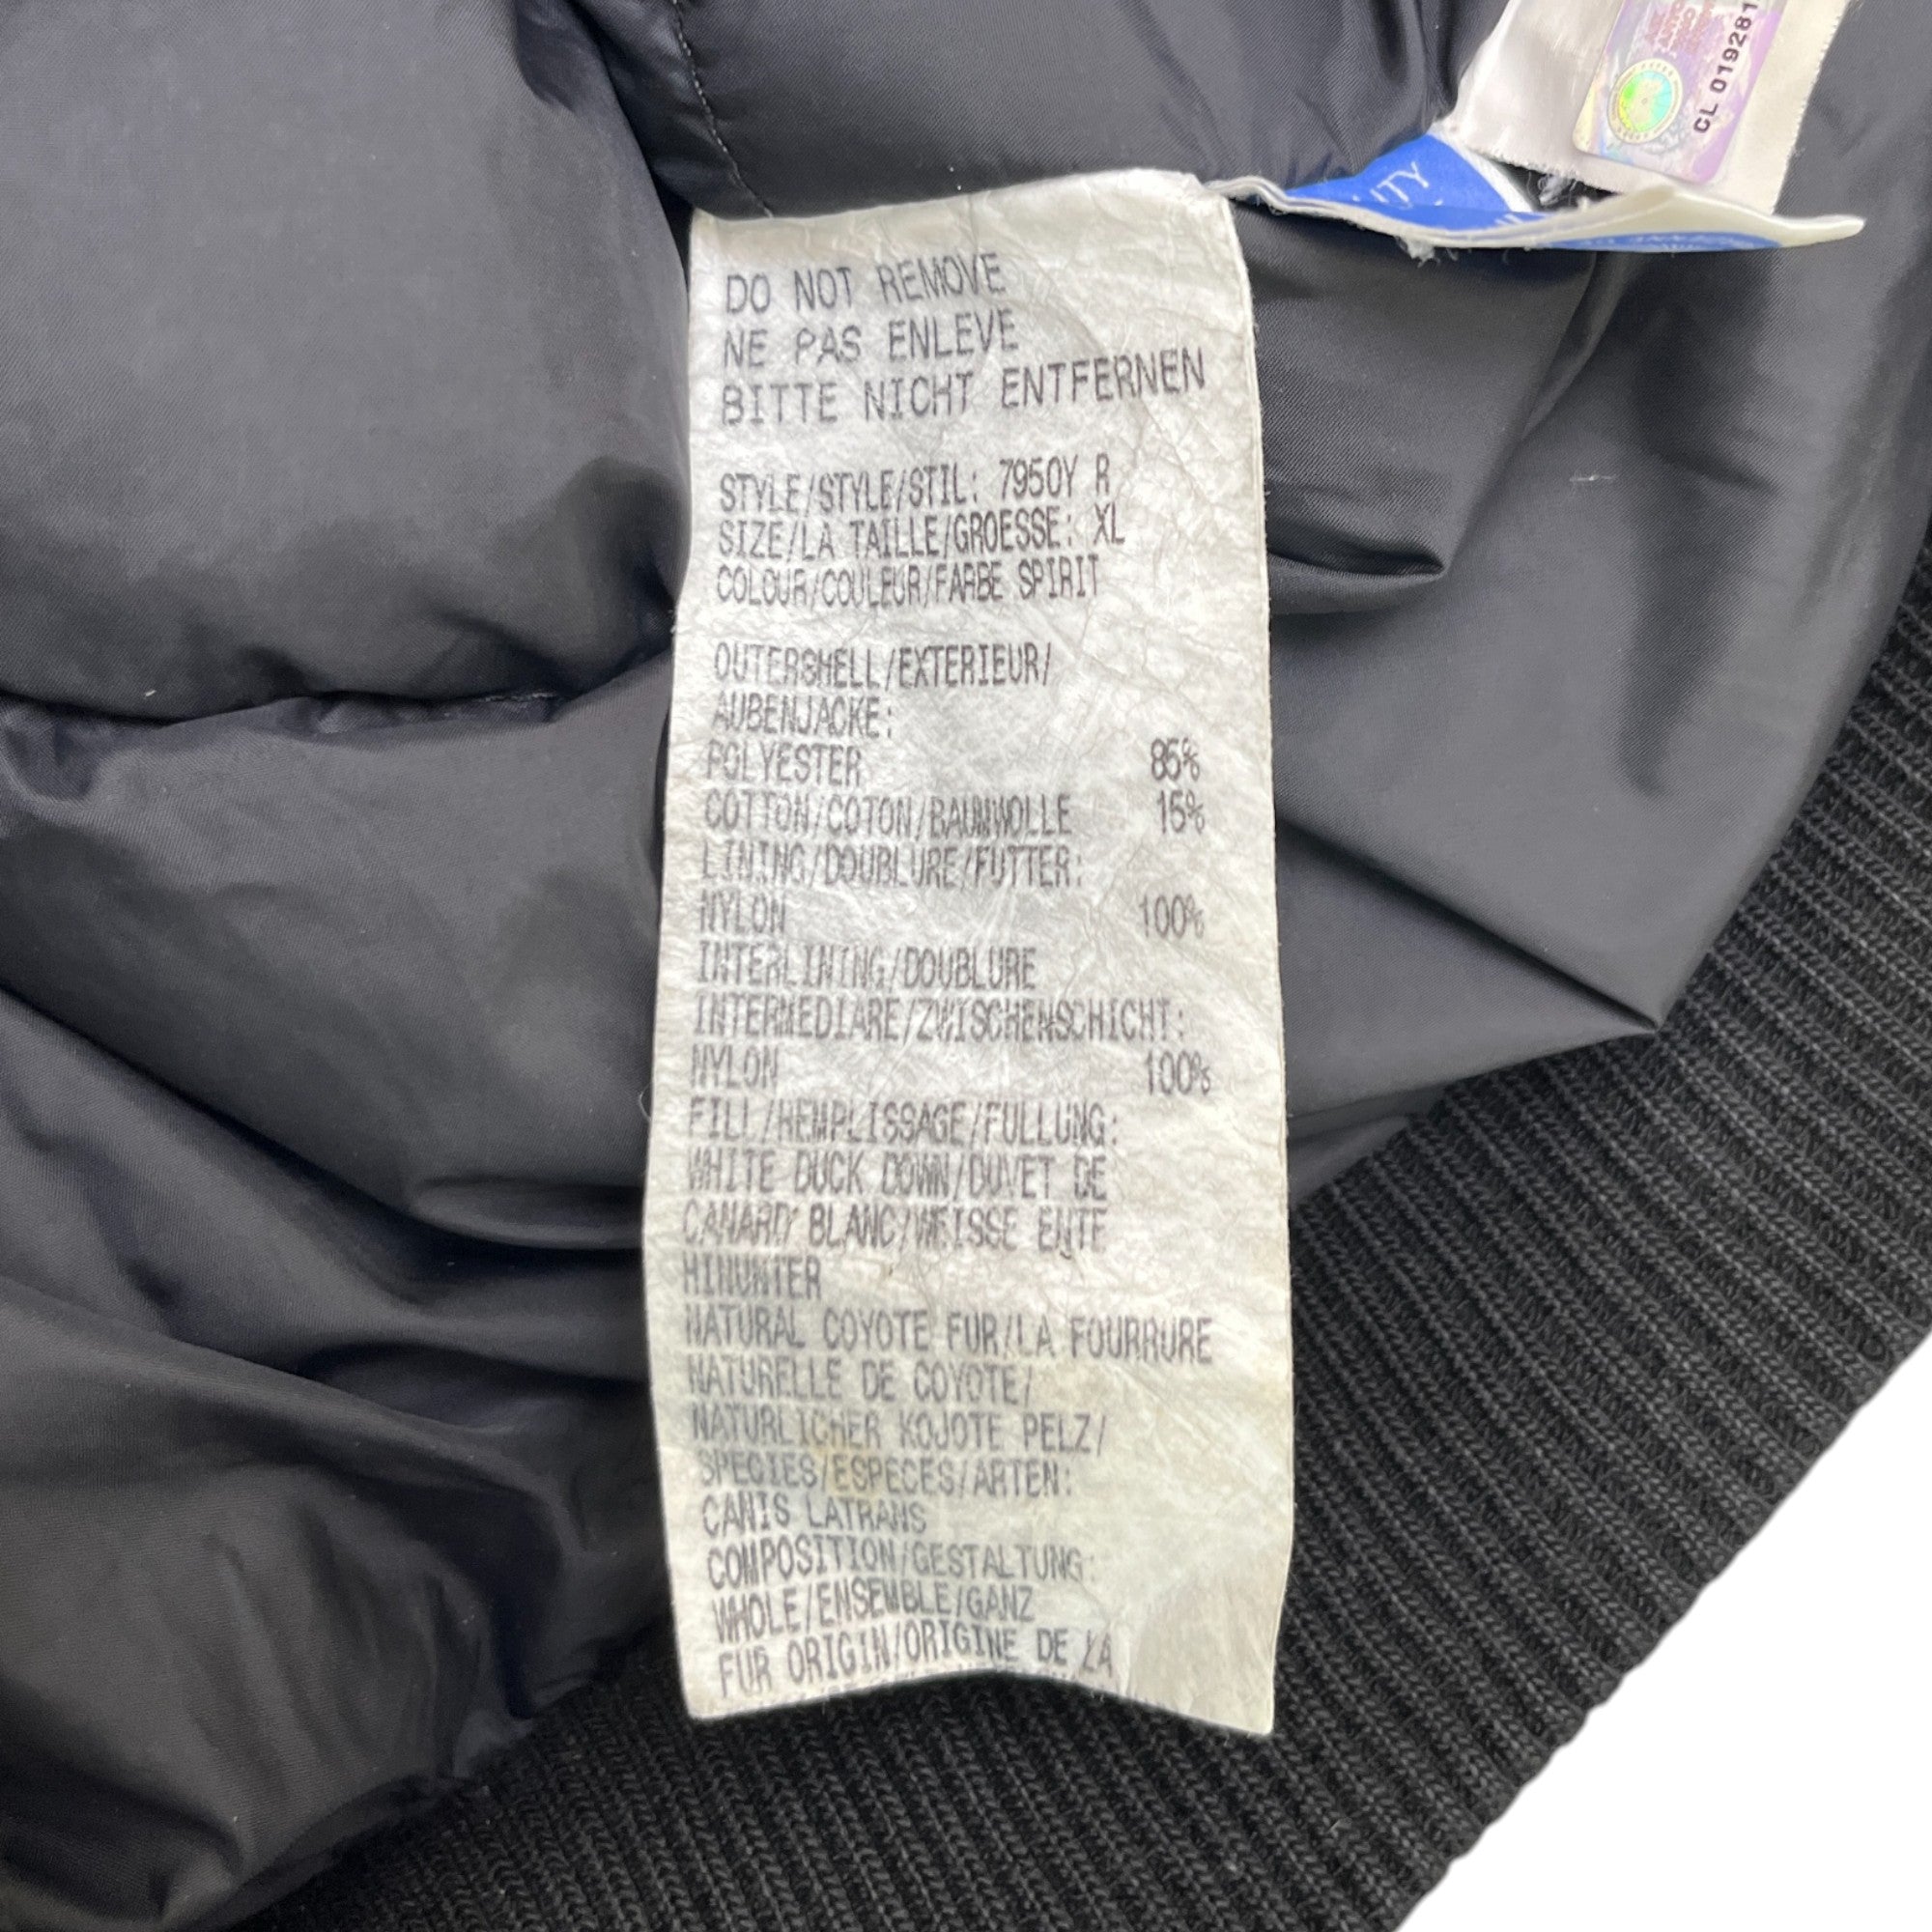 CL 019281
ITY
DO NOT REMOVE
NE PAS ENLEVE
BITTE NICHT ENTFERNEN
STYLE/STYLE/STIL: 7950Y R
SIZE/LA TAILLE/GROESSE: XL
COLOUR/COULEUR/FARBE SPIRIT
OUTERSHELL/EXTERIEUR/
AUBENJACKE:
POLYESTER 85%
COTTON/COTON/BAUMWOLLE 15%
LINING/DOUBLURE/FUTTER:
NYLON 100%
INTERLINING/DOUBLURE
INTERMEDIARE/ZWISCHENSCHICHT:
NYLON 100%
FILL/REMPLISSAGE/FULLUNG:
WHITE DUCK DOWN/DUVET DE
CANARD BLANC/WEISSE ENTE
HINUNTER
NATURAL COYOTE FUR/LA FOURRURE
NATURELLE DE COYOTE/
NATURLICHER KOJOTE PELZ/
SPECIES/ESPECES/ARTEN:
CANIS LATRANS
COMPOSITION/GESTALTUNG:
WHOLE/ENSEMBLE/GANZ
FUR ORIGIN/ORIGINE DE LA